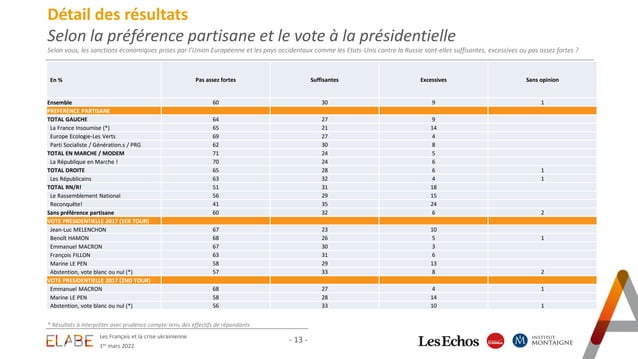 Détail des résultats
Selon la préférence partisane et le vote à la présidentielle
Selon vous, les sanctions économiques prises par l'Union Européenne et les pays occidentaux comme les Etats-Unis contre la Russie sont-elles suffisantes, excessives ou pas assez fortes ?
En % Pas assez fortes Suffisantes Excessives Sans opinion
Ensemble 60 30 9 1
PREFERENCE PARTISANE
TOTAL GAUCHE 64 27 9
La France Insoumise (*) 65 21 14
Europe Ecologie-Les Verts 69 27 4
Parti Socialiste / Génération.s / PRG 62 30 8
TOTAL EN MARCHE / MODEM 71 24 5
La République en Marche ! 70 24 6
TOTAL DROITE 65 28 6 1
Les Républicains 63 32 4 1
TOTAL RN/R! 51 31 18
Le Rassemblement National 56 29 15
Reconquête! 41 35 24
Sans préférence partisane 60 32 6 2
VOTE PRESIDENTIELLE 2017 (1ER TOUR)
Jean-Luc MELENCHON 67 23 10
Benoît HAMON 68 26 5 1
Emmanuel MACRON 67 30 3
François FILLON 63 31 6
Marine LE PEN 58 29 13
Abstention, vote blanc ou nul (*) 57 33 8 2
VOTE PRESIDENTIELLE 2017 (2ND TOUR)
Emmanuel MACRON 68 27 4 1
Marine LE PEN 58 28 14
Abstention, vote blanc ou nul (*) 56 33 10 1
* Résultats à interpréter avec prudence compte-tenu des effectifs de répondants
ELABE
Les Français et la crise ukrainienne
1er mars 2022
- 13 -
LesEchos
INSTITUT
MONTAIGNE